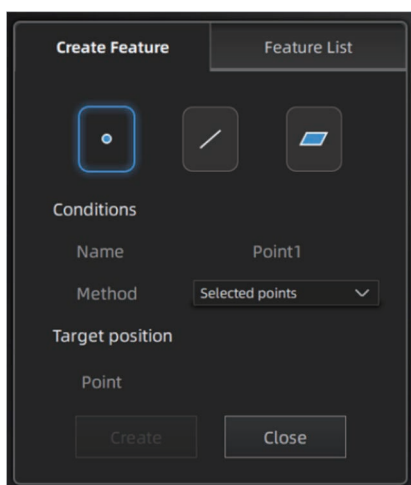 Create Feature Feature List
Conditions
Name Point1
Method Selected points
Target position
Point
Create Close